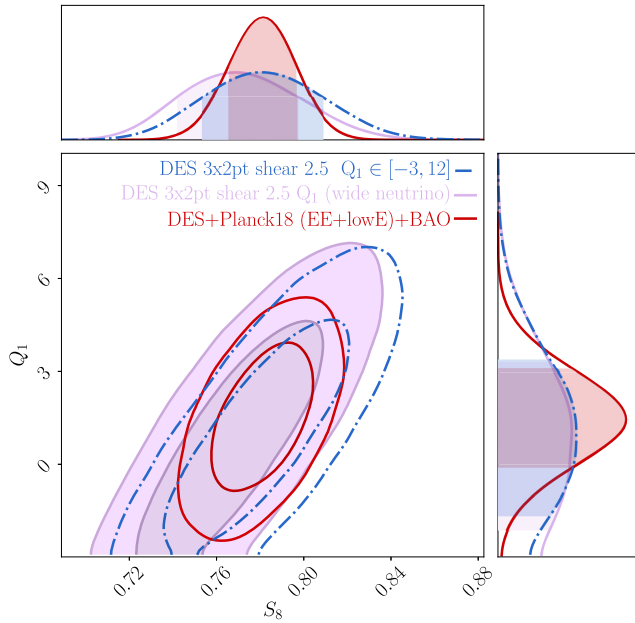 DES 3x2pt shear 2.5 Q₁ ∈ [−3, 12]
DES 3x2pt shear 2.5 Q₁ (wide neutrino)
DES+Planck18 (EE+lowE)+BAO
9
6
3
0
Q₁
0.72
0.76
0.80
0.84
0.88
S₈